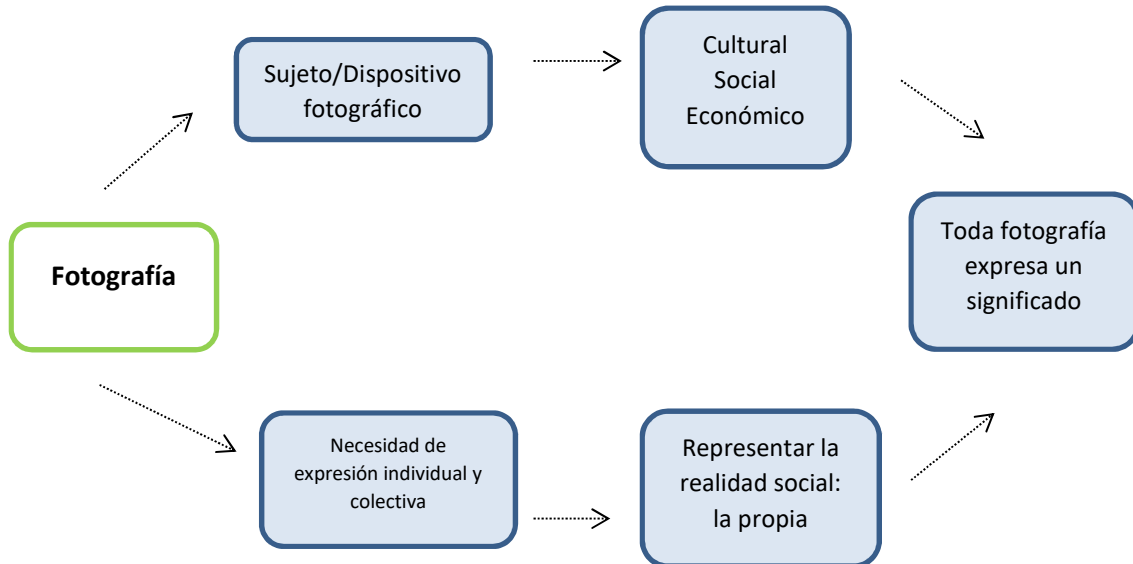 Sujeto/Dispositivo
fotográfico
Cultural
Social
Económico
Fotografía
Toda fotografía
expresa un
significado
Necesidad de
expresión individual y
colectiva
Representar la
realidad social:
la propia